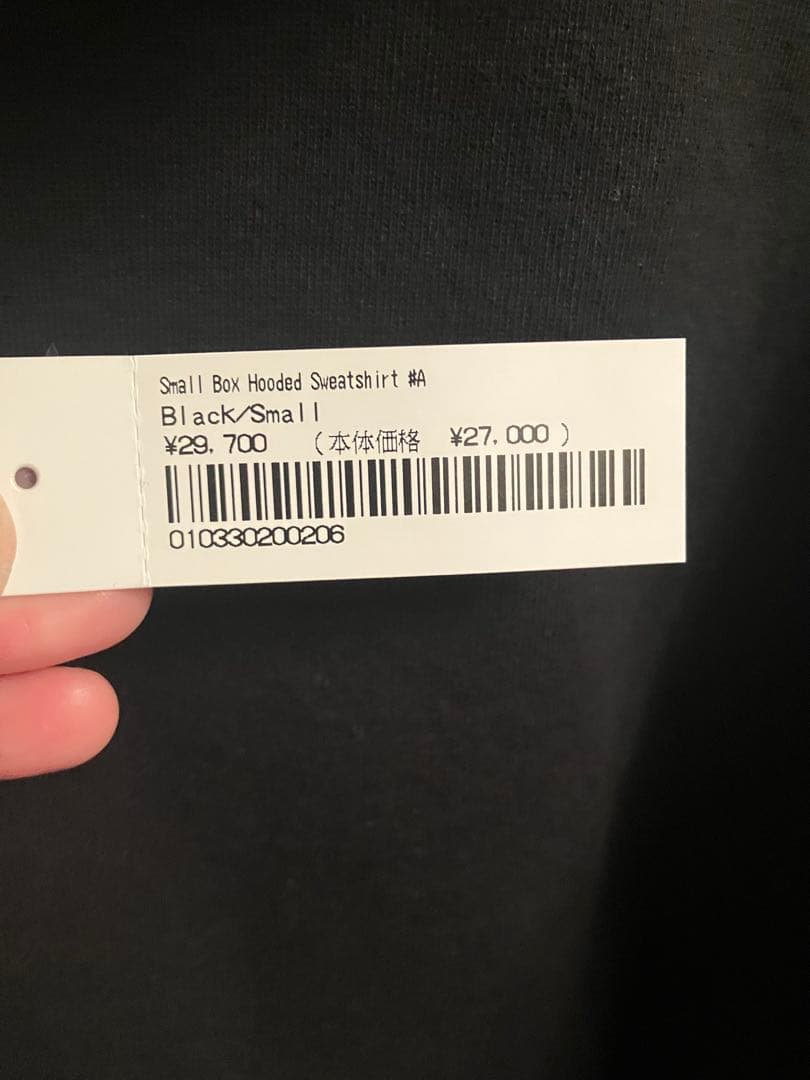 Small Box Hooded Sweatshirt #A
Black/Small
¥29,700 (本体価格 ¥27,000 )
010330200206